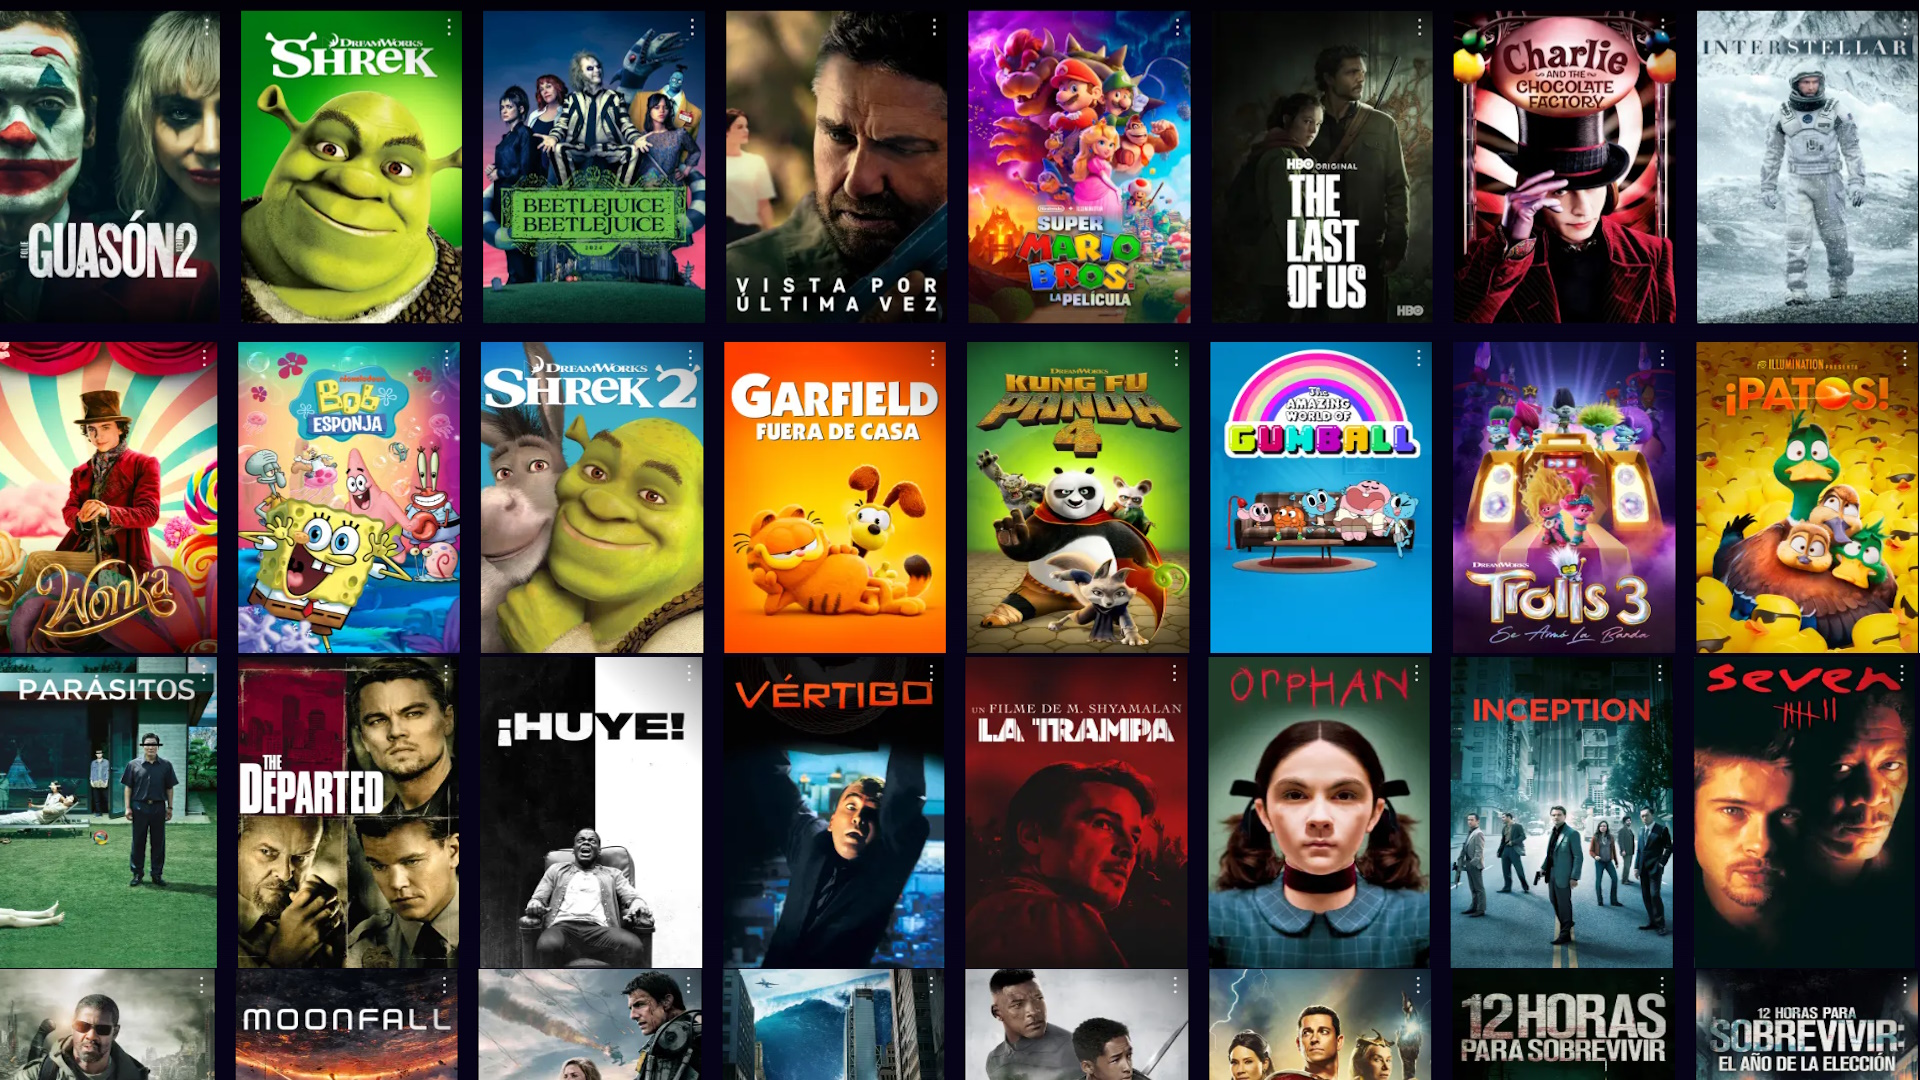 GUASÓN2
DREAMWORKS
SHREK
BEETLEJUICE
BEETLEJUICE
2024
VISTA POR
ÚLTIMA VEZ
Nintendo
SUPER
MARIO
BROS.
LA PELÍCULA
HBO ORIGINAL
THE
LAST
OF US
HBO
Charlie
AND THE
CHOCOLATE
FACTORY
INTERSTELLAR
Wonka
nickelodeon
Bob
ESPONJA
DREAMWORKS
SHREK 2
GARFIELD
FUERA DE CASA
DREAMWORKS
KUNG FU
PANDA
4
The
AMAZING
WORLD OF
GUMBALL
DREAMWORKS
Trolls 3
Se Armó La Banda
ILLUMINATION PRESENTA
¡PATOS!
PARÁSITOS
THE
DEPARTED
¡HUYE!
VÉRTIGO
UN FILME DE M. SHYAMALAN
LA TRAMPA
OrPHAN
INCEPTION
seven
MOONFALL
12 HORAS
PARA SOBREVIVIR
12 HORAS PARA
SOBREVIVIR:
EL AÑO DE LA ELECCIÓN